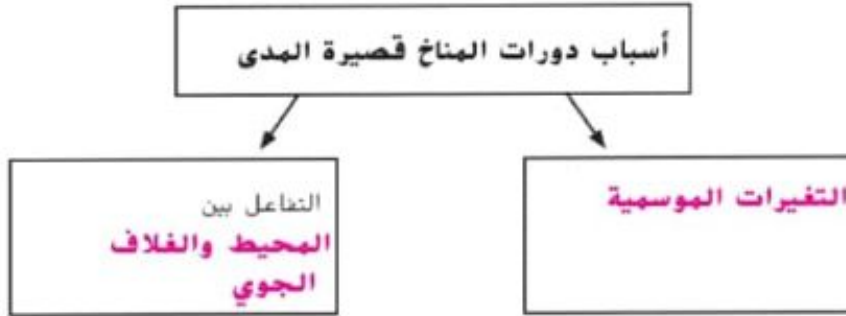 أسباب دورات المناخ قصيرة المدى
التغيرات الموسمية
التفاعل بين
المحيط والغلاف
الجوي